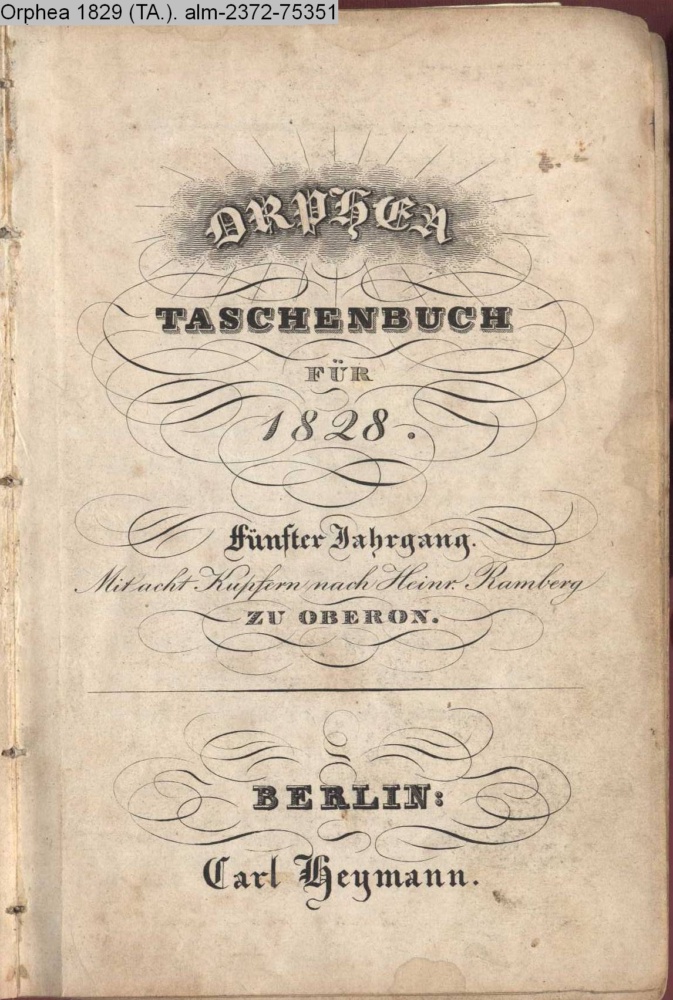 Orphea 1829 (TA.). alm-2372-75351
ORPHEA
TASCHENBUCH
FÜR
1828.
Fünfter Jahrgang.
Mit acht Kupfern nach Heinr. Ramberg
ZU OBERON.
BERLIN:
Carl Heymann.